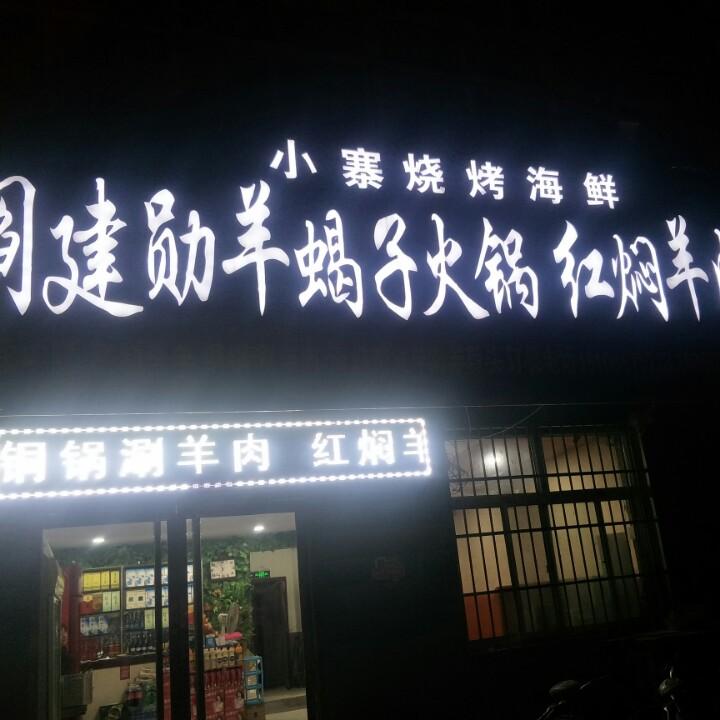 小寨烧烤海鲜
周建勋羊蝎子火锅 红焖羊
铜锅涮羊肉 红焖羊